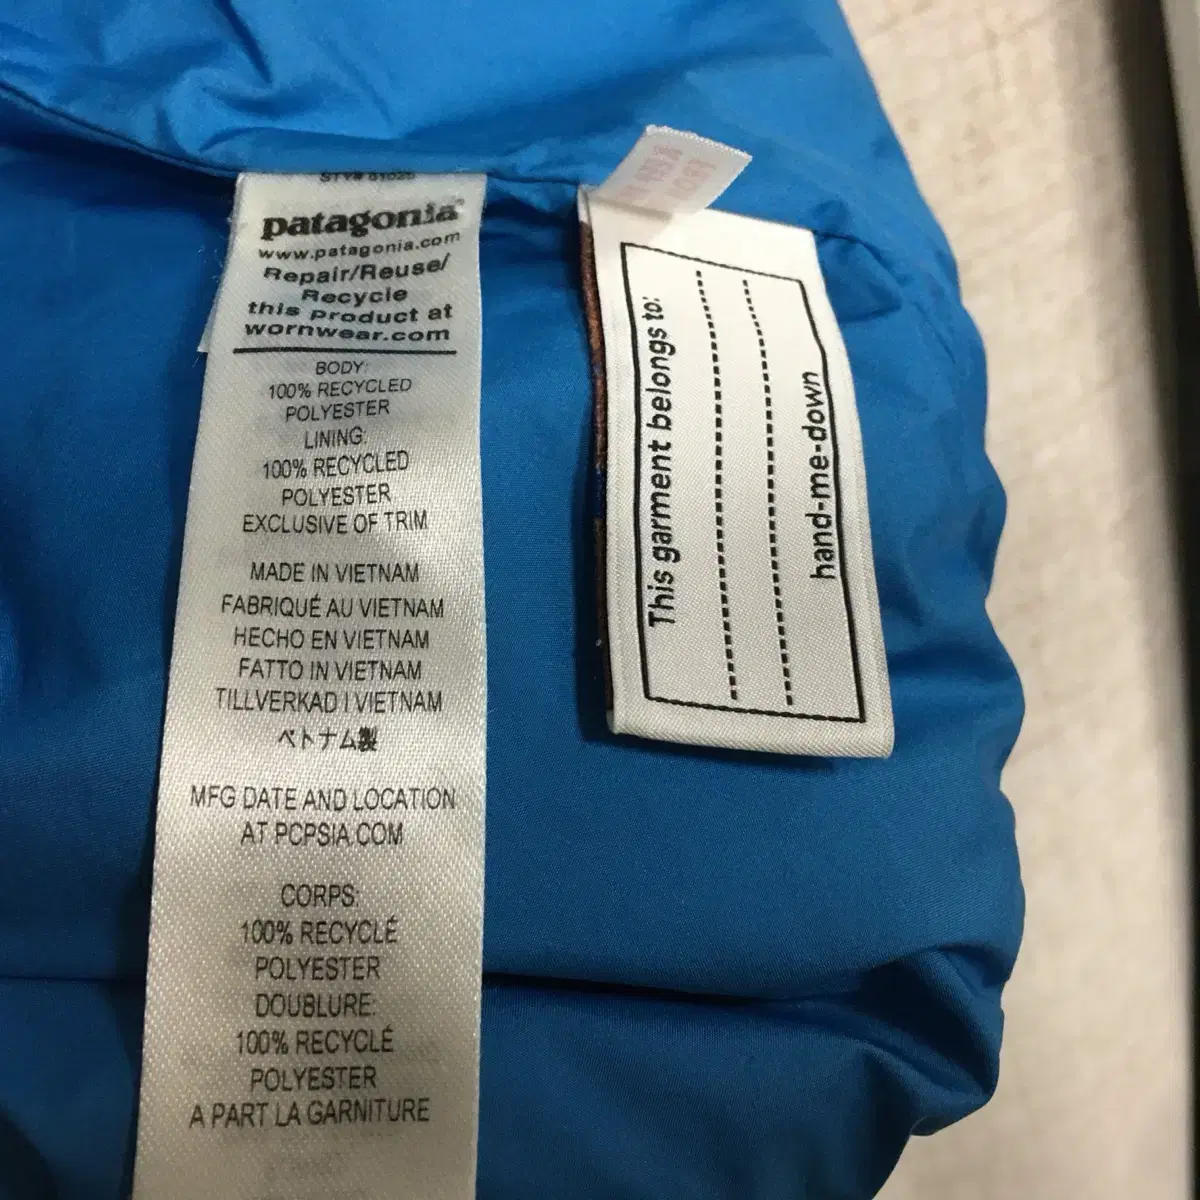 patagonia®
www.patagonia.com
Repair/Reuse/
Recycle
this product at
wornwear.com
BODY:
100% RECYCLED
POLYESTER
LINING:
100% RECYCLED
POLYESTER
EXCLUSIVE OF TRIM
MADE IN VIETNAM
FABRIQUÉ AU VIETNAM
HECHO EN VIETNAM
FATTO IN VIETNAM
TILLVERKAD I VIETNAM
ベトナム製
MFG DATE AND LOCATION
AT PCPSIA.COM
CORPS:
100% RECYCLÉ
POLYESTER
DOUBLURE:
100% RECYCLÉ
POLYESTER
A PART LA GARNITURE
This garment belongs to:
hand-me-down